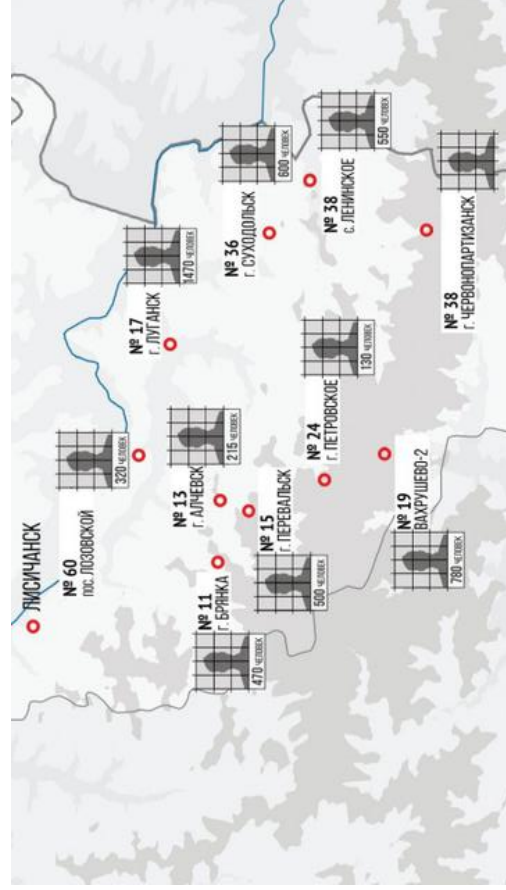 ЛИСИЧАНСК
№ 60
пос. ЛОЗОВСКОЙ
320 ЧЕЛОВЕК
№ 17
г. ЛУГАНСК
1470 ЧЕЛОВЕК
№ 13
г. АЛЧЕВСК
215 ЧЕЛОВЕК
№ 11
г. БРЯНКА
470 ЧЕЛОВЕК
№ 15
г. ПЕРЕВАЛЬСК
500 ЧЕЛОВЕК
№ 36
г. СУХОДОЛЬСК
600 ЧЕЛОВЕК
№ 38
с. ЛЕНИНСКОЕ
550 ЧЕЛОВЕК
№ 24
г. ПЕТРОВСКОЕ
130 ЧЕЛОВЕК
№ 19
ВАХРУШЕВО-2
780 ЧЕЛОВЕК
№ 38
г. ЧЕРВОНОПАРТИЗАНСК